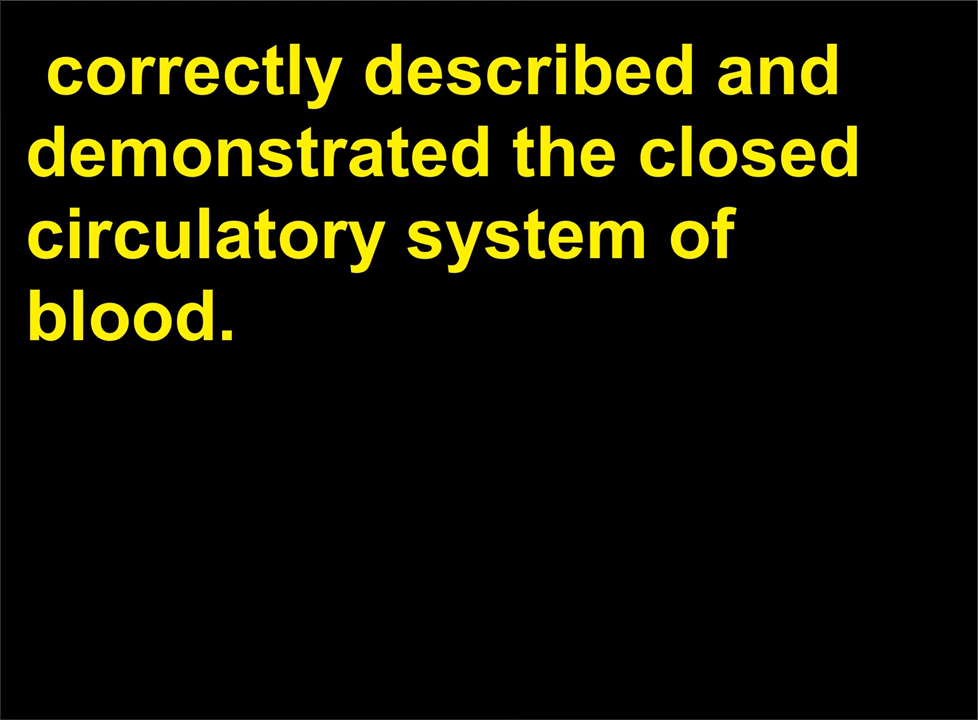 correctly described and
demonstrated the closed
circulatory system of
blood.